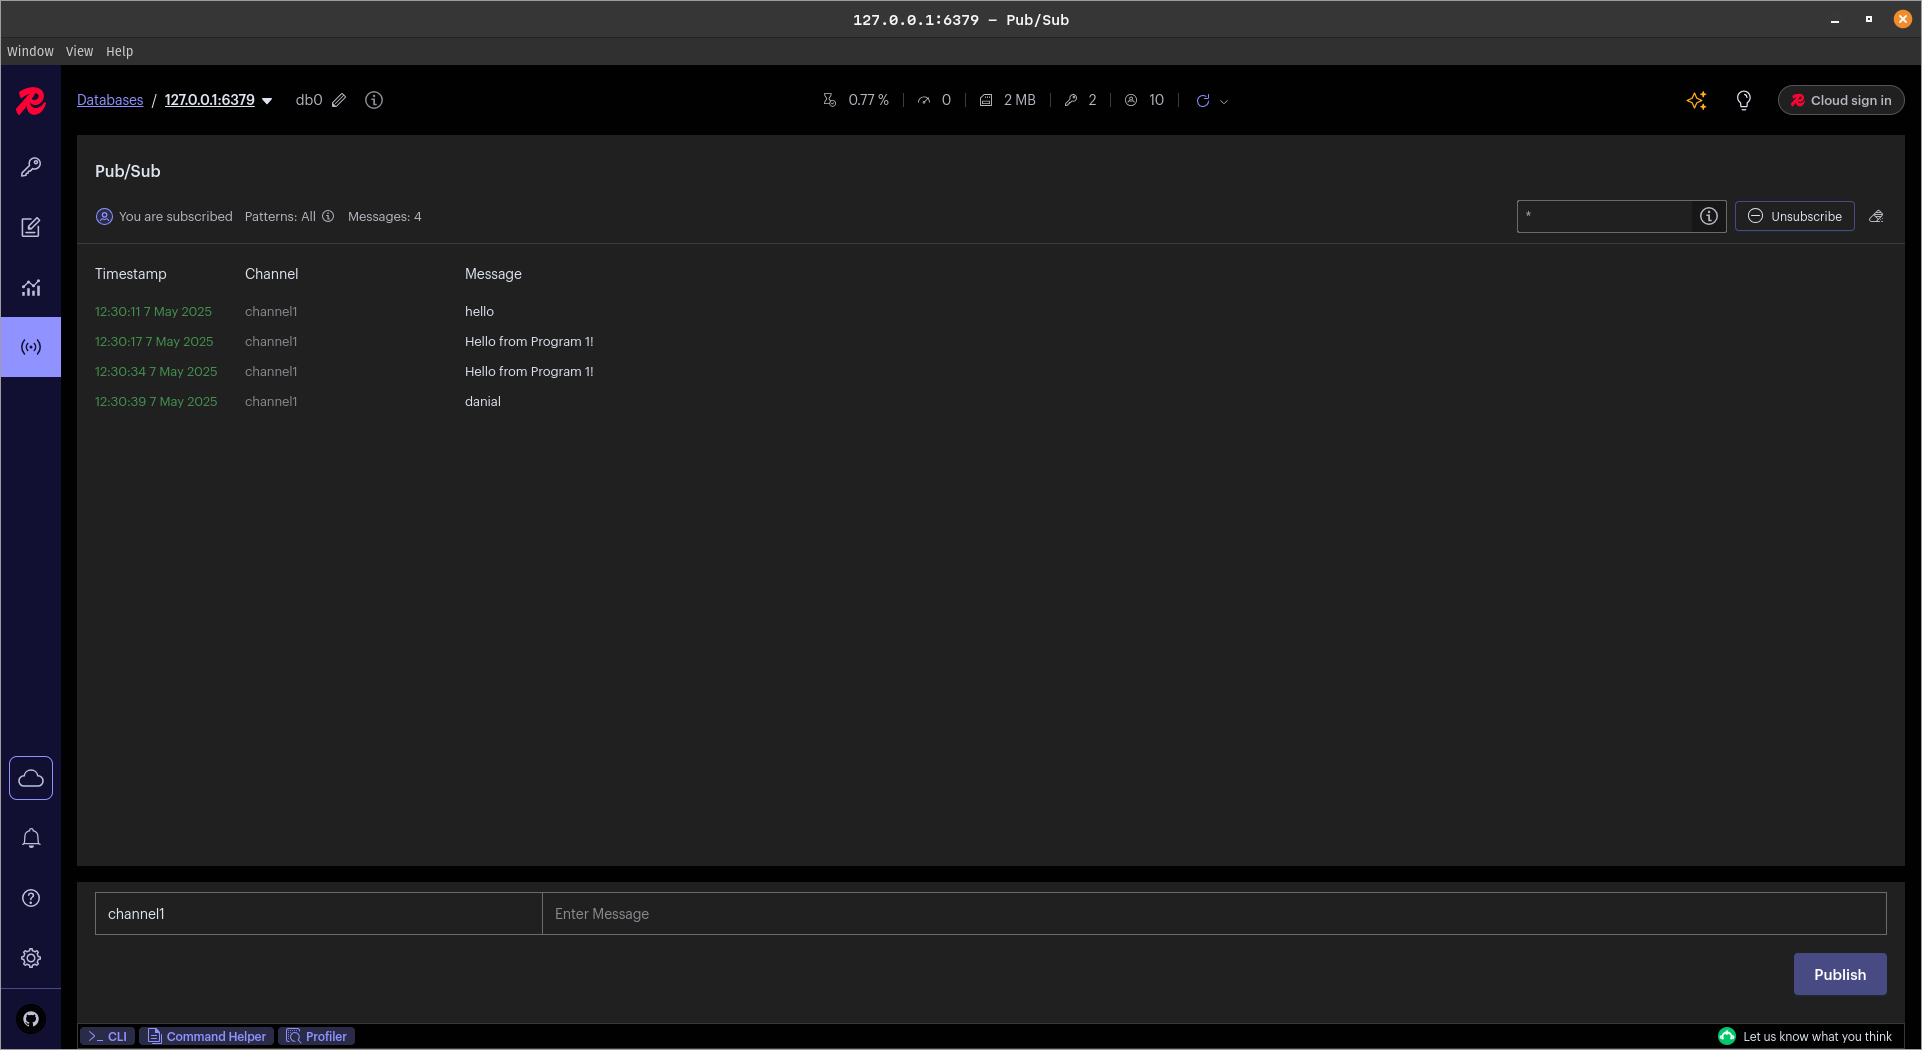 127.0.0.1:6379 – Pub/Sub
Window View Help
Databases / 127.0.0.1:6379 db0 0.77 % 0 2 MB 2 10 Cloud sign in
Pub/Sub
You are subscribed Patterns: All Messages: 4 * Unsubscribe
Timestamp Channel Message
12:30:11 7 May 2025 channel1 hello
12:30:17 7 May 2025 channel1 Hello from Program 1!
12:30:34 7 May 2025 channel1 Hello from Program 1!
12:30:39 7 May 2025 channel1 danial
channel1 Enter Message
Publish
>_ CLI Command Helper Profiler Let us know what you think